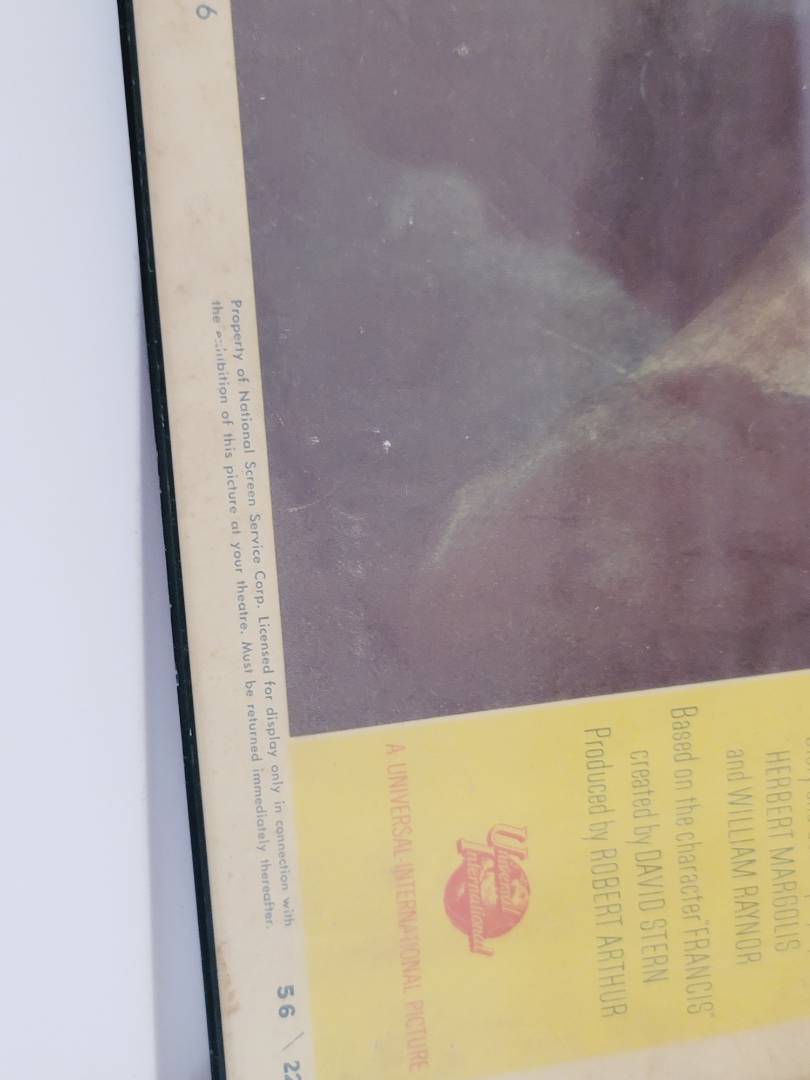 HERBERT MARGOLIS
and WILLIAM RAYNOR
Based on the character "FRANCIS"
created by DAVID STERN
Produced by ROBERT ARTHUR
Universal
International
A UNIVERSAL-INTERNATIONAL PICTURE
Property of National Screen Service Corp. Licensed for display only in connection with
the exhibition of this picture at your theatre. Must be returned immediately thereafter.
56 \ 22
6